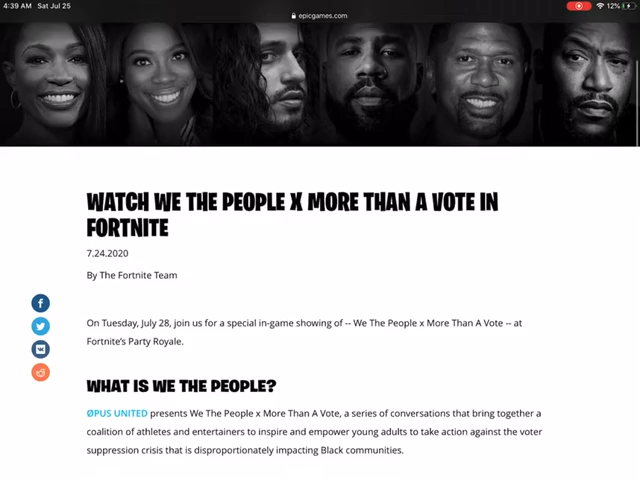 4:39 AM Sat Jul 25
12%
epicgames.com
WATCH WE THE PEOPLE X MORE THAN A VOTE IN
FORTNITE
7.24.2020
By The Fortnite Team
On Tuesday, July 28, join us for a special in-game showing of -- We The People x More Than A Vote -- at
Fortnite's Party Royale.
WHAT IS WE THE PEOPLE?
ØPUS UNITED presents We The People x More Than A Vote, a series of conversations that bring together a
coalition of athletes and entertainers to inspire and empower young adults to take action against the voter
suppression crisis that is disproportionately impacting Black communities.